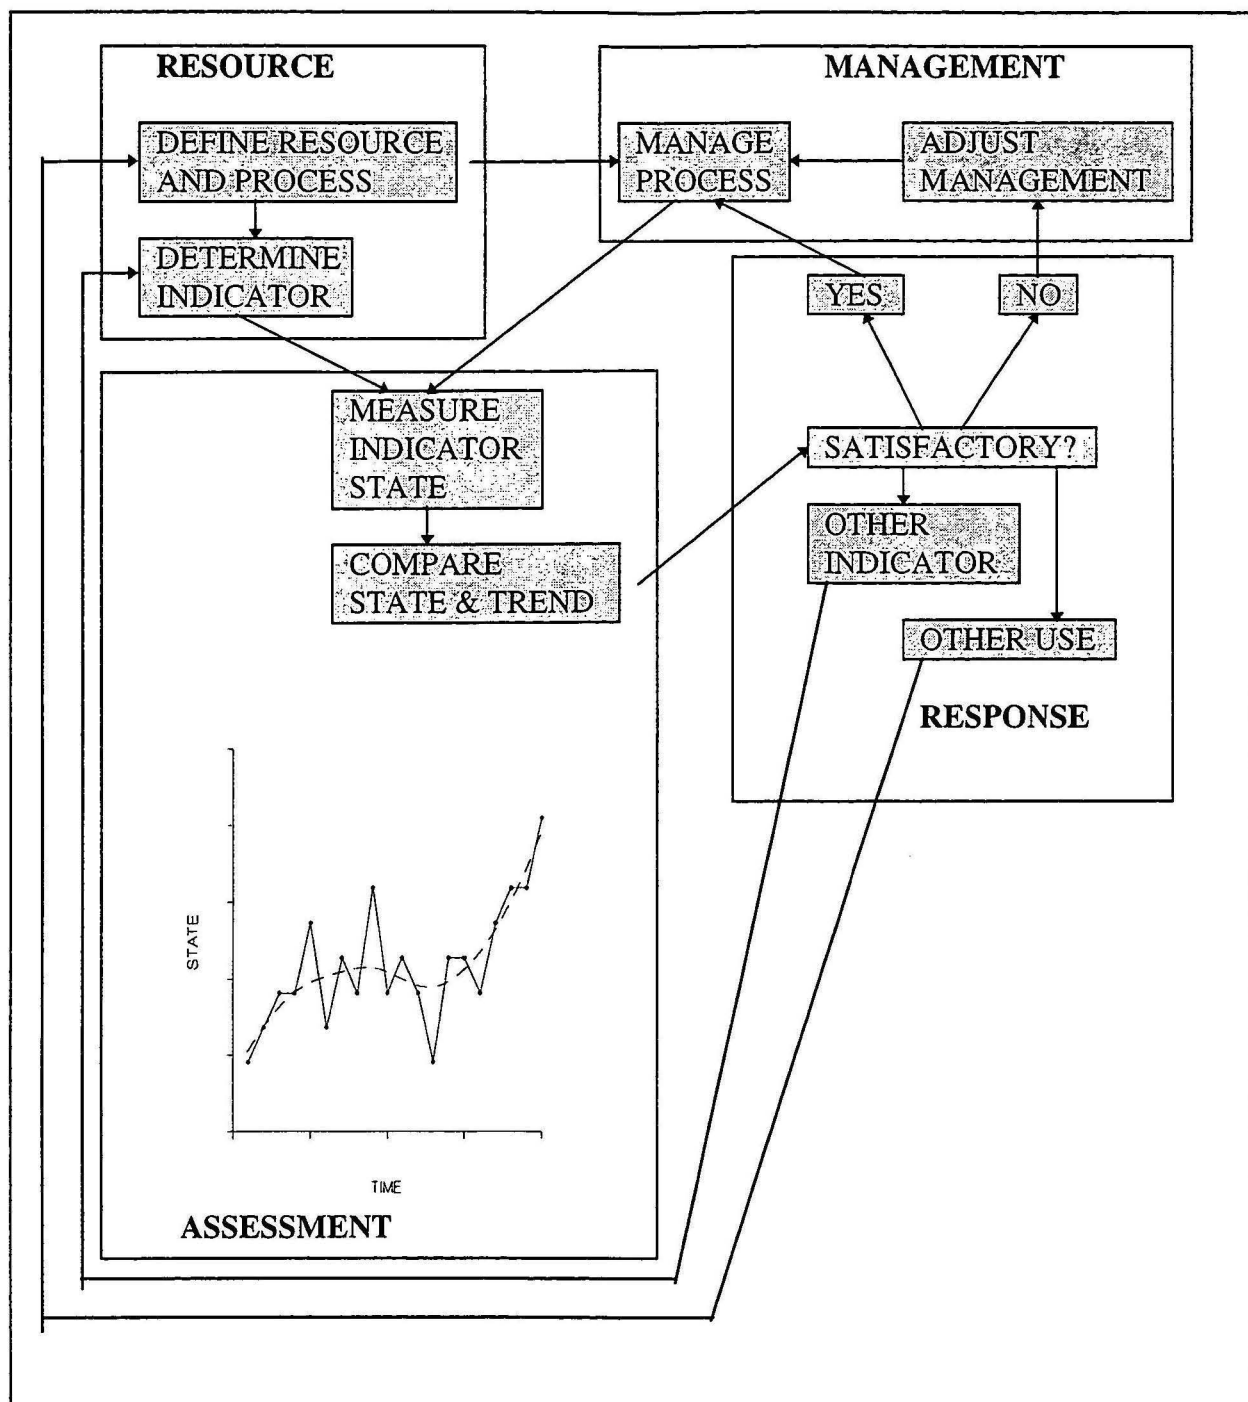 RESOURCE
DEFINE RESOURCE
AND PROCESS
DETERMINE
INDICATOR
MANAGEMENT
MANAGE
PROCESS
ADJUST
MANAGEMENT
YES
NO
SATISFACTORY?
OTHER
INDICATOR
OTHER USE
RESPONSE
MEASURE
INDICATOR
STATE
COMPARE
STATE & TREND
STATE
TIME
ASSESSMENT